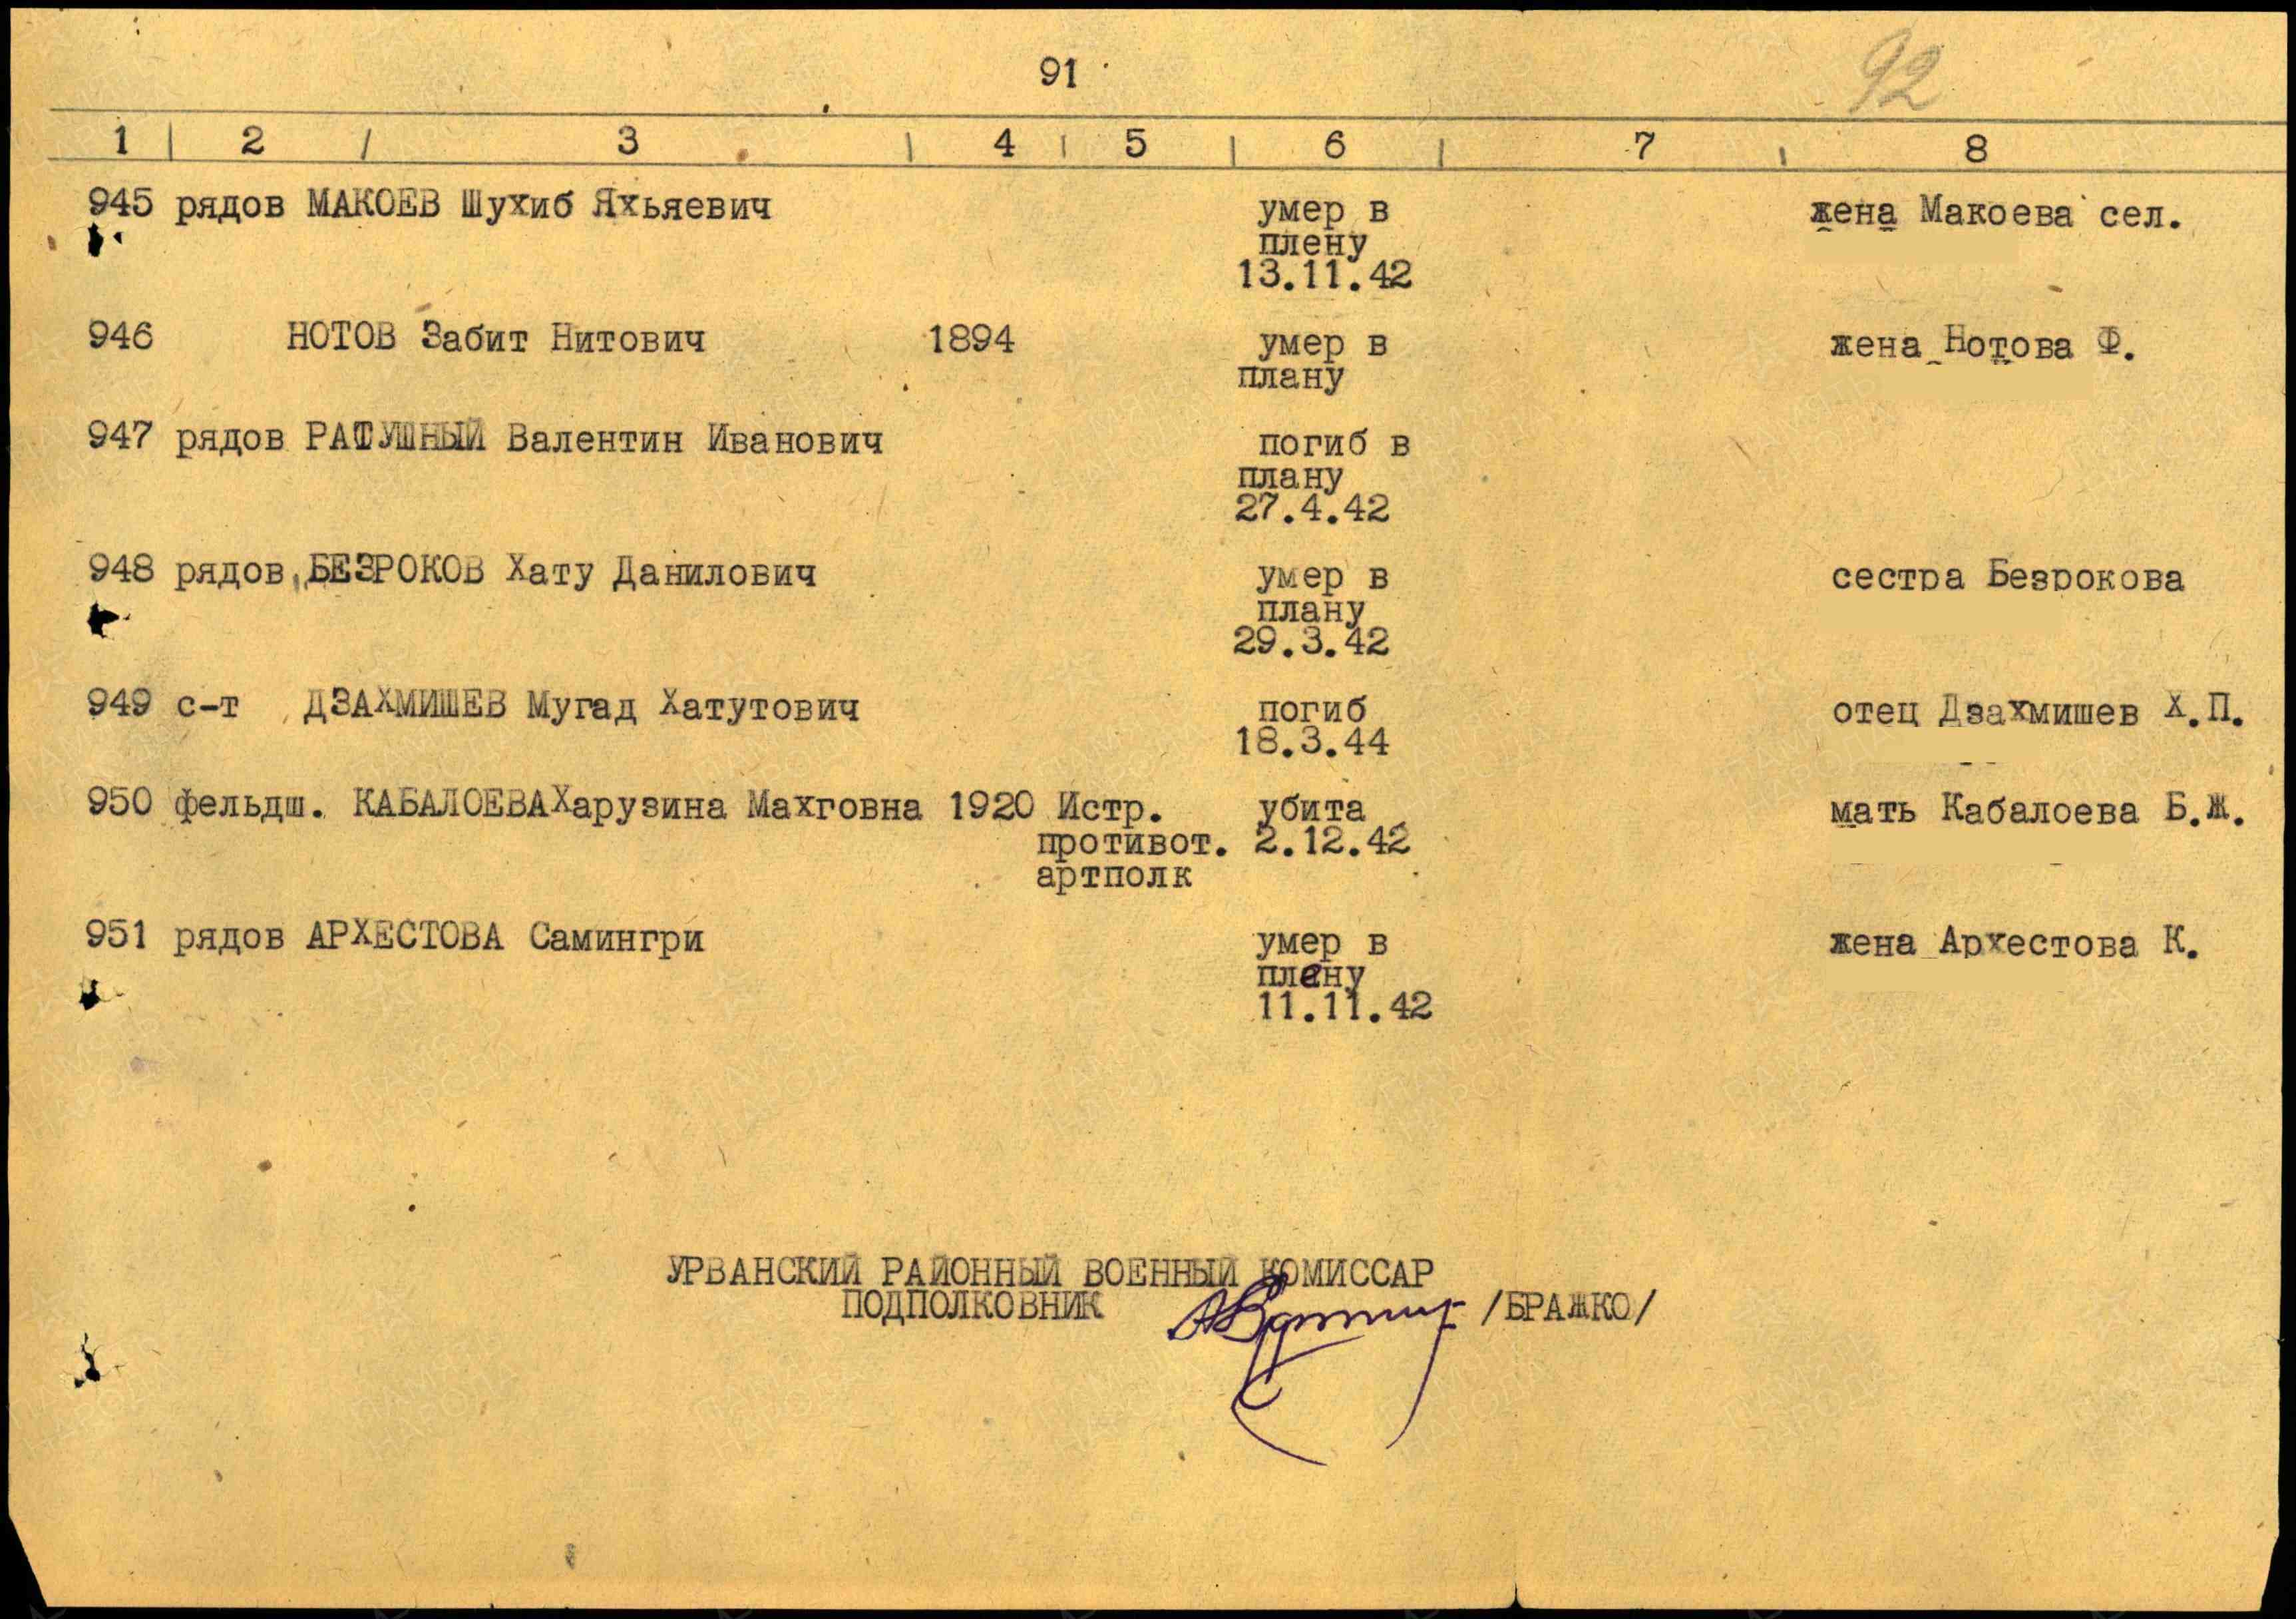 91
92
1 | 2 / 3 | 4 | 5 | 6 | 7 | 8
945 рядов МАКОЕВ Шухиб Яхьяевич умер в жена Макоева сел.
плену
13.11.42
946 НОТОВ Забит Нитович 1894 умер в жена Нотова Ф.
плану
947 рядов РАТУШНЫЙ Валентин Иванович погиб в
плану
27.4.42
948 рядов БЕЗРОКОВ Хату Данилович умер в сестра Безрокова
плану
29.3.42
949 с-т ДЗАХМИШЕВ Мугад Хатутович погиб отец Дзахмишев Х.П.
18.3.44
950 фельдш. КАБАЛОЕВА Харузина Махговна 1920 Истр. убита мать Кабалоева Б.Ж.
противот. 2.12.42
артполк
951 рядов АРХЕСТОВА Самингри умер в жена Архестова К.
плену
11.11.42
УРВАНСКИЙ РАЙОННЫЙ ВОЕННЫЙ КОМИССАР
ПОДПОЛКОВНИК /БРАЖКО/